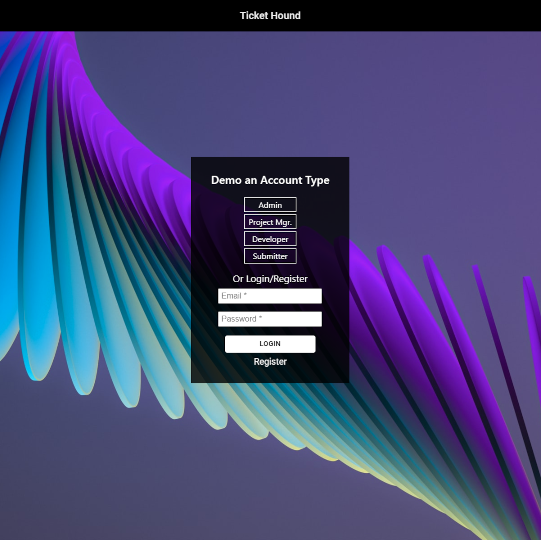 Ticket Hound
Demo an Account Type
Admin
Project Mgr.
Developer
Submitter
Or Login/Register
Email *
Password *
LOGIN
Register